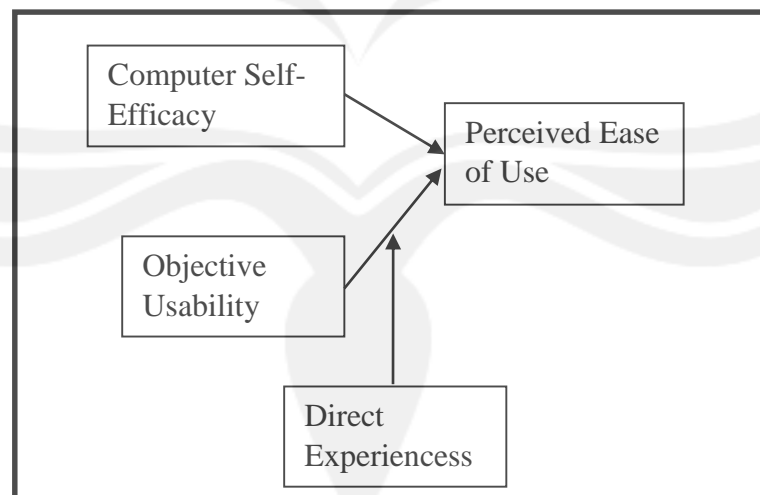 Computer Self-
Efficacy
Perceived Ease
of Use
Objective
Usability
Direct
Experiencess